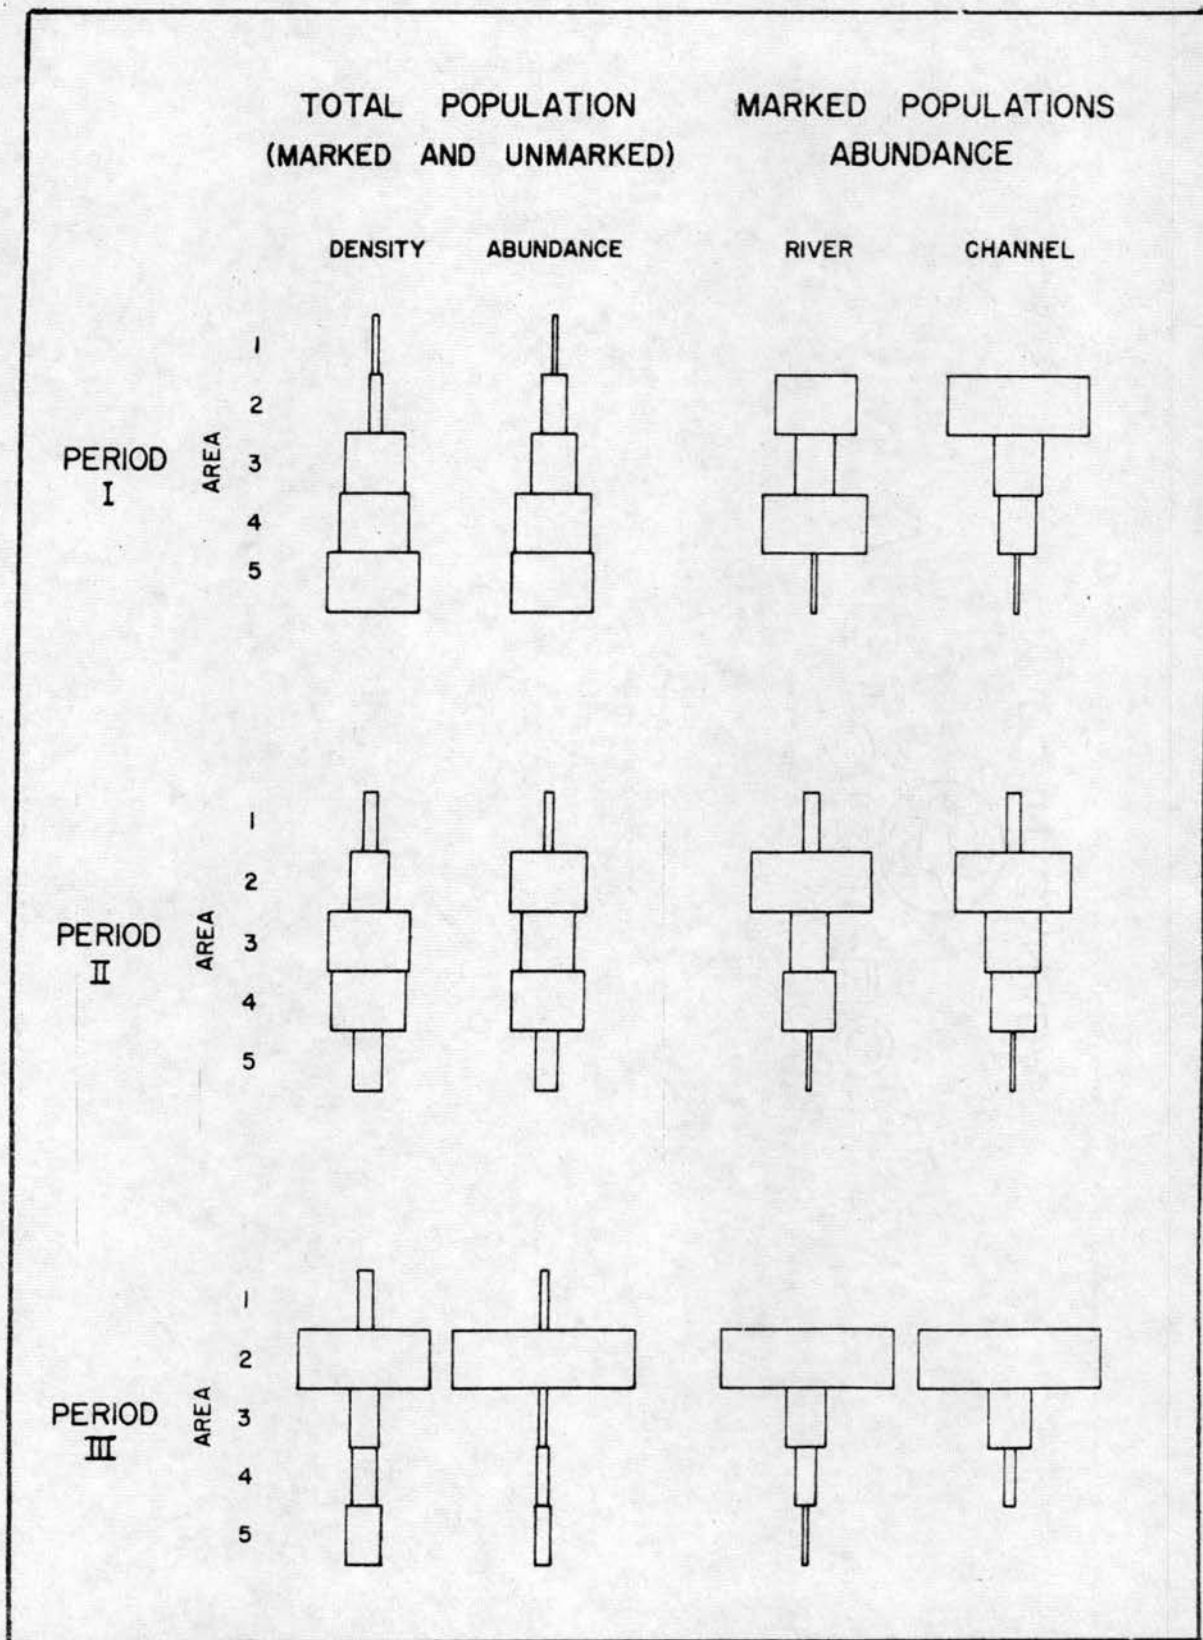 TOTAL POPULATION
(MARKED AND UNMARKED)
MARKED POPULATIONS
ABUNDANCE
DENSITY
ABUNDANCE
RIVER
CHANNEL
PERIOD
I
AREA
1
2
3
4
5
PERIOD
II
AREA
1
2
3
4
5
PERIOD
III
AREA
1
2
3
4
5